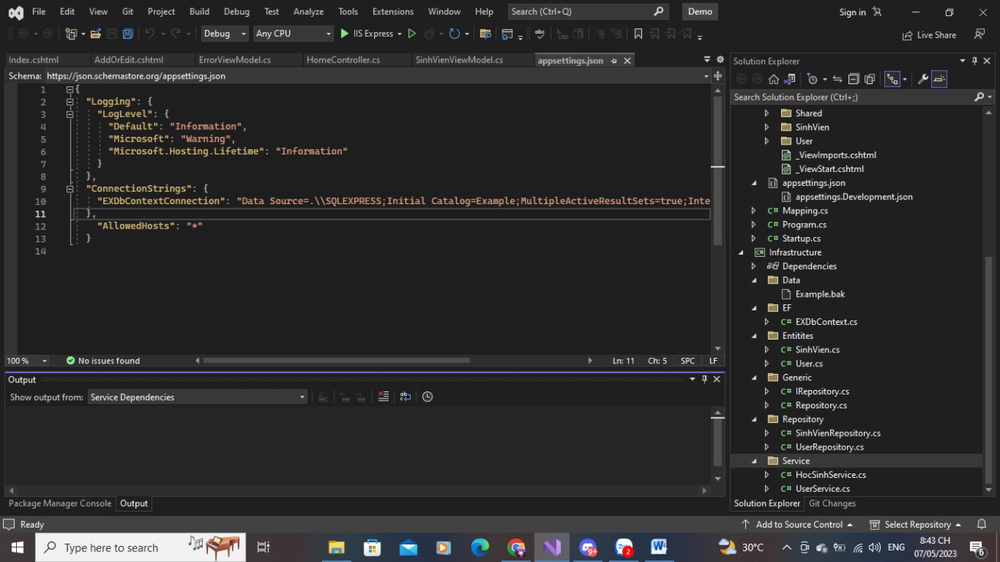 File Edit View Git Project Build Debug Test Analyze Tools Extensions Window Help Search (Ctrl+Q) Demo Sign in
Debug Any CPU IIS Express Live Share
Index.cshtml AddOrEdit.cshtml ErrorViewModel.cs HomeController.cs SinhVienViewModel.cs appsettings.json
Schema: https://json.schemastore.org/appsettings.json
1 {
2 "Logging": {
3 "LogLevel": {
4 "Default": "Information",
5 "Microsoft": "Warning",
6 "Microsoft.Hosting.Lifetime": "Information"
7 }
8 },
9 "ConnectionStrings": {
10 "EXDbContextConnection": "Data Source=.\\SQLEXPRESS;Initial Catalog=Example;MultipleActiveResultSets=true;Inte
11 },
12 "AllowedHosts": "*"
13 }
14
100 % No issues found Ln: 11 Ch: 5 SPC LF
Output
Show output from: Service Dependencies
Package Manager Console Output
Solution Explorer
Search Solution Explorer (Ctrl+;)
Shared
SinhVien
User
_ViewImports.cshtml
_ViewStart.cshtml
appsettings.json
appsettings.Development.json
C# Mapping.cs
C# Program.cs
C# Startup.cs
C# Infrastructure
Dependencies
Data
Example.bak
EF
C# EXDbContext.cs
Entitites
C# SinhVien.cs
C# User.cs
Generic
C# IRepository.cs
C# Repository.cs
Repository
C# SinhVienRepository.cs
C# UserRepository.cs
Service
C# HocSinhService.cs
C# UserService.cs
Solution Explorer Git Changes
Ready Add to Source Control Select Repository
Type here to search 9+ Zalo 2 W 30°C ENG 8:43 CH 6
07/05/2023